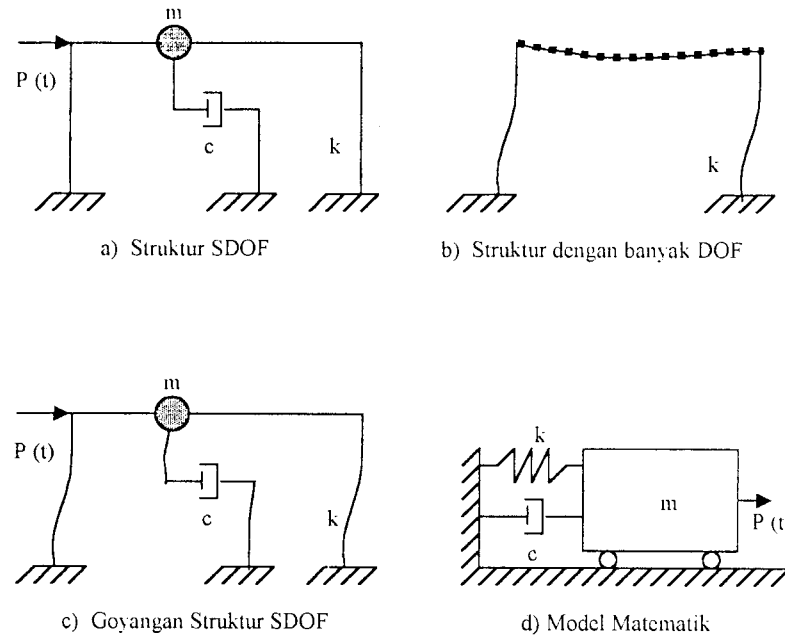 m
P (t)
c
k
a) Struktur SDOF
k
b) Struktur dengan banyak DOF
m
P (t)
c
k
c) Goyangan Struktur SDOF
k
m
P (t
c
d) Model Matematik